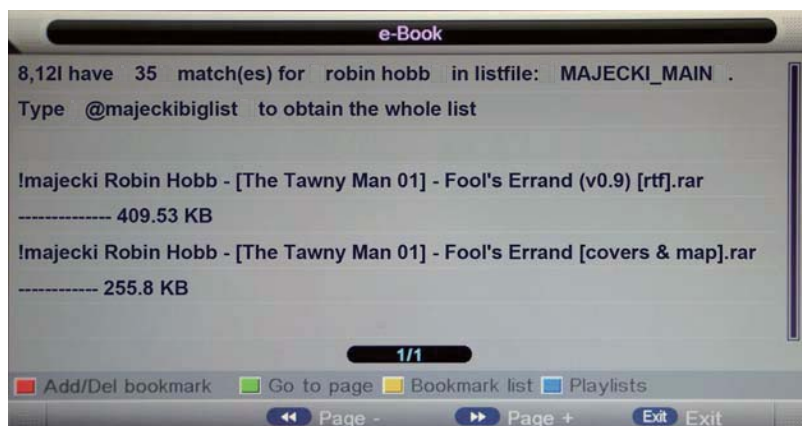 e-Book
8,12I have 35 match(es) for robin hobb in listfile: MAJECKI_MAIN .
Type @majeckibiglist to obtain the whole list
!majecki Robin Hobb - [The Tawny Man 01] - Fool's Errand (v0.9) [rtf].rar
-------------- 409.53 KB
!majecki Robin Hobb - [The Tawny Man 01] - Fool's Errand [covers & map].rar
------------ 255.8 KB
1/1
Add/Del bookmark Go to page Bookmark list Playlists
Page - Page + Exit Exit